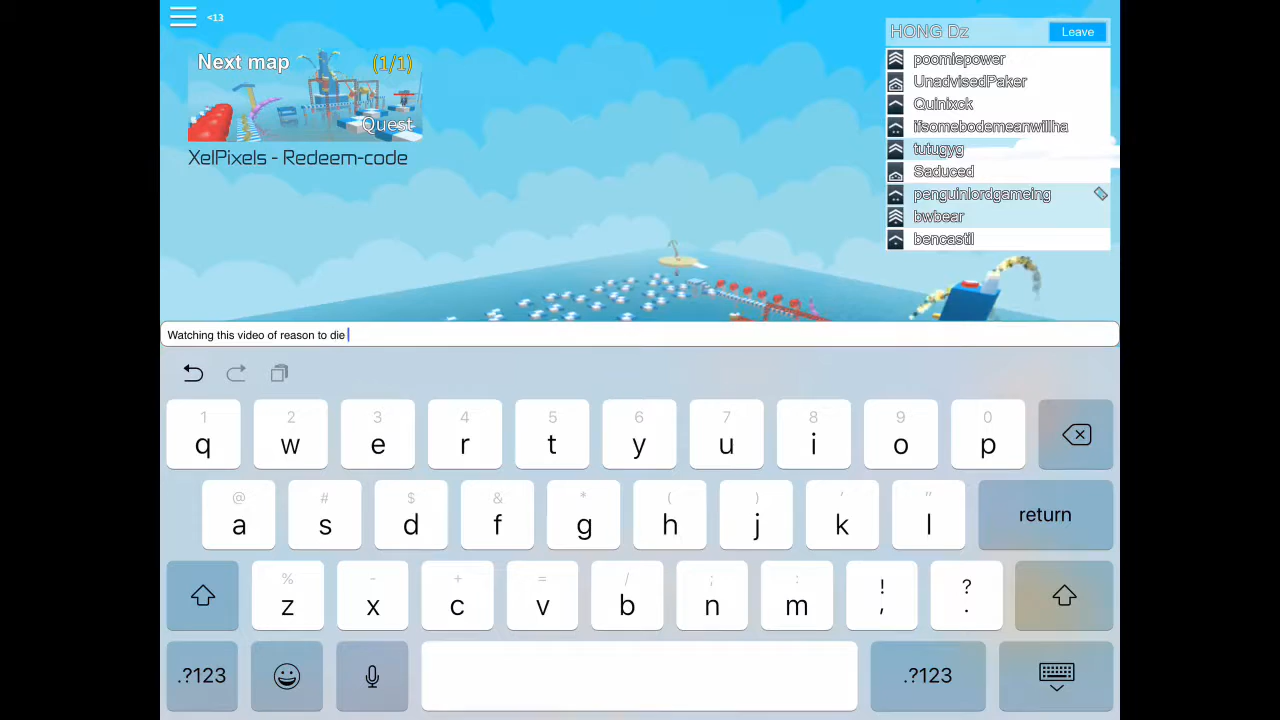 <13
Next map (1/1)
Quest
XelPixels - Redeem-code
HONG Dz Leave
poomiepower
UnadvisedPaker
Quinixck
ifsomebodemeanwillha
tutugyg
Saduced
penguinlordgameing
bwbear
bencastil
Watching this video of reason to die
1 2 3 4 5 6 7 8 9 0
q w e r t y u i o p
@ # $ & * ( ) ' "
a s d f g h j k l return
% - + = / ; : ! ?
z x c v b n m , .
.?123 .?123